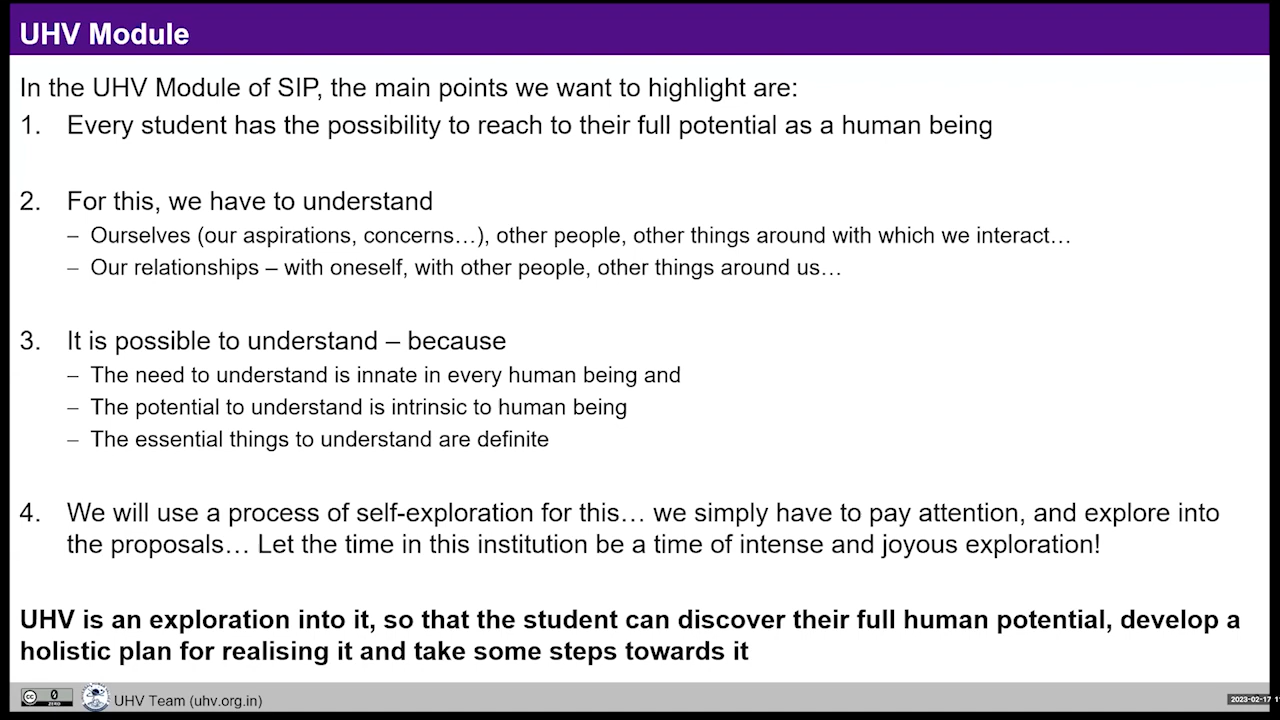 UHV Module
In the UHV Module of SIP, the main points we want to highlight are:
1. Every student has the possibility to reach to their full potential as a human being
2. For this, we have to understand
– Ourselves (our aspirations, concerns…), other people, other things around with which we interact…
– Our relationships – with oneself, with other people, other things around us…
3. It is possible to understand – because
– The need to understand is innate in every human being and
– The potential to understand is intrinsic to human being
– The essential things to understand are definite
4. We will use a process of self-exploration for this… we simply have to pay attention, and explore into
the proposals… Let the time in this institution be a time of intense and joyous exploration!
UHV is an exploration into it, so that the student can discover their full human potential, develop a
holistic plan for realising it and take some steps towards it
cc 0 ZERO
UHV Team (uhv.org.in)
2023-02-17